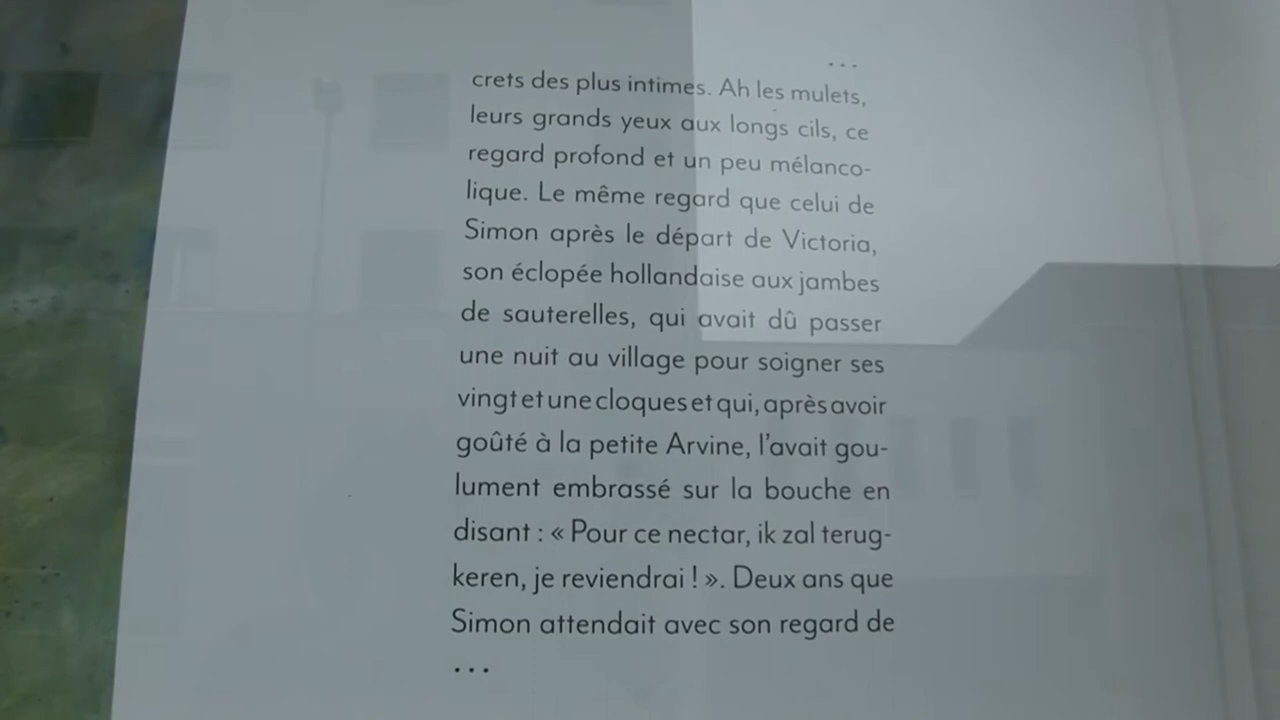 ...
crets des plus intimes. Ah les mulets,
leurs grands yeux aux longs cils, ce
regard profond et un peu mélanco-
lique. Le même regard que celui de
Simon après le départ de Victoria,
son éclopée hollandaise aux jambes
de sauterelles, qui avait dû passer
une nuit au village pour soigner ses
vingt et une cloques et qui, après avoir
goûté à la petite Arvine, l'avait gou-
lument embrassé sur la bouche en
disant : « Pour ce nectar, ik zal terug-
keren, je reviendrai ! ». Deux ans que
Simon attendait avec son regard de
...